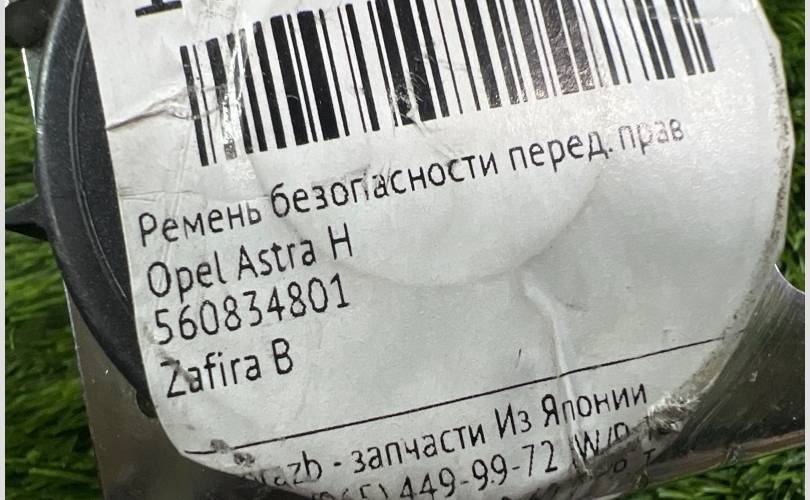 Ремень безопасности перед. прав
Opel Astra H
560834801
Zafira B
- запчасти Из Японии
449-99-72